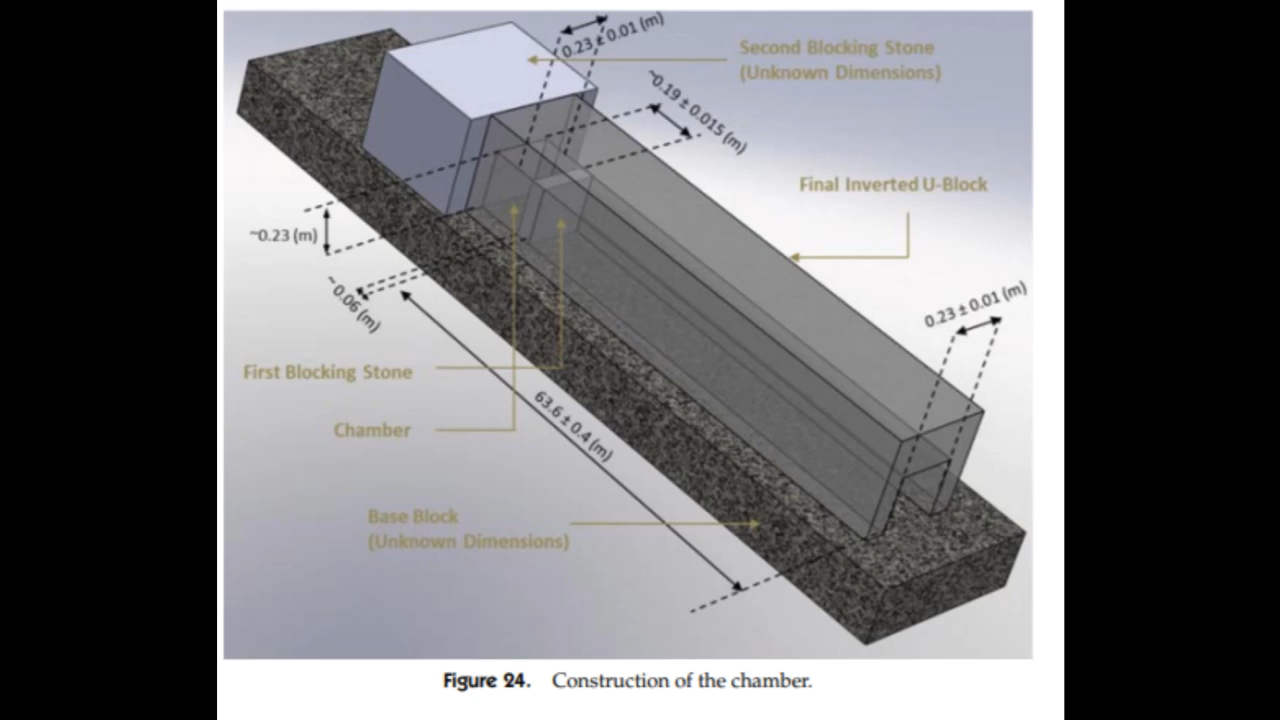 0.23 ± 0.01 (m)
Second Blocking Stone
(Unknown Dimensions)
~0.19 ± 0.015 (m)
Final Inverted U-Block
~0.23 (m)
~0.06 (m)
0.23 ± 0.01 (m)
First Blocking Stone
63.6 ± 0.4 (m)
Chamber
Base Block
(Unknown Dimensions)
Figure 24. Construction of the chamber.